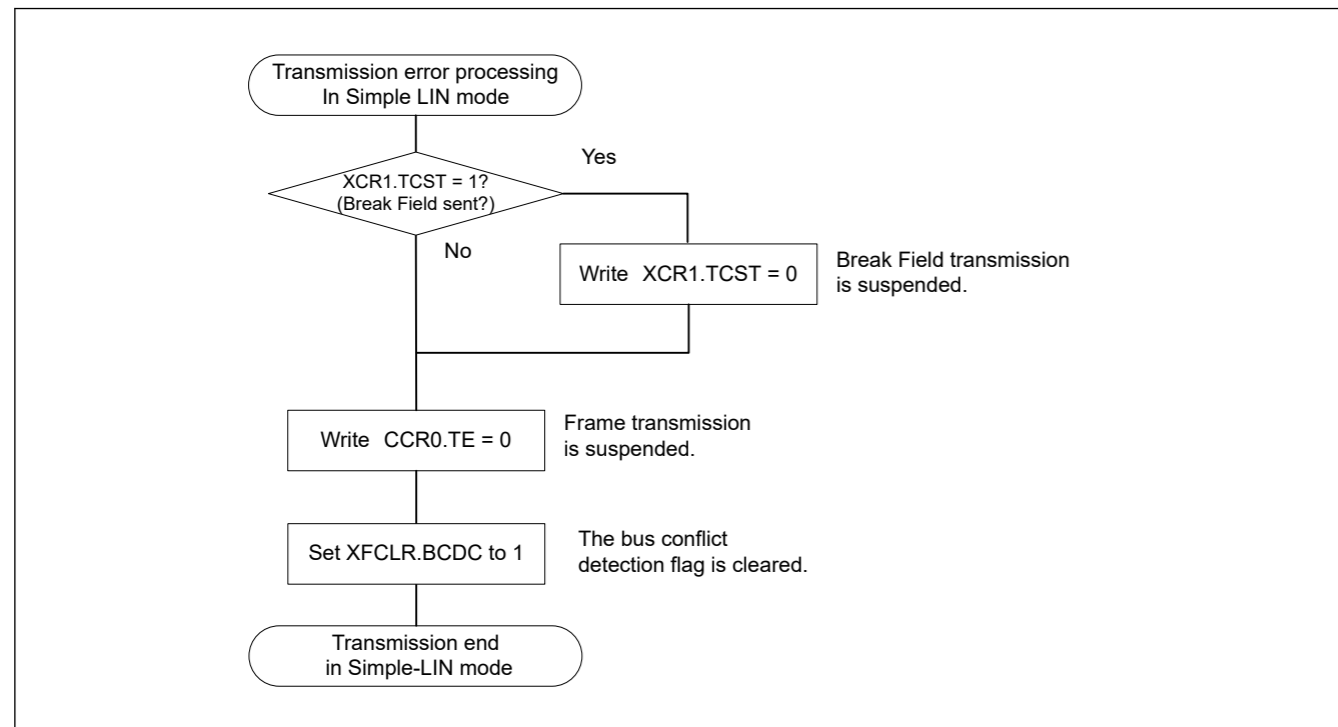 Transmission error processing
In Simple LIN mode
Yes
XCR1.TCST = 1?
(Break Field sent?)
No
Write XCR1.TCST = 0
Break Field transmission
is suspended.
Write CCR0.TE = 0
Frame transmission
is suspended.
Set XFCLR.BCDC to 1
The bus conflict
detection flag is cleared.
Transmission end
in Simple-LIN mode